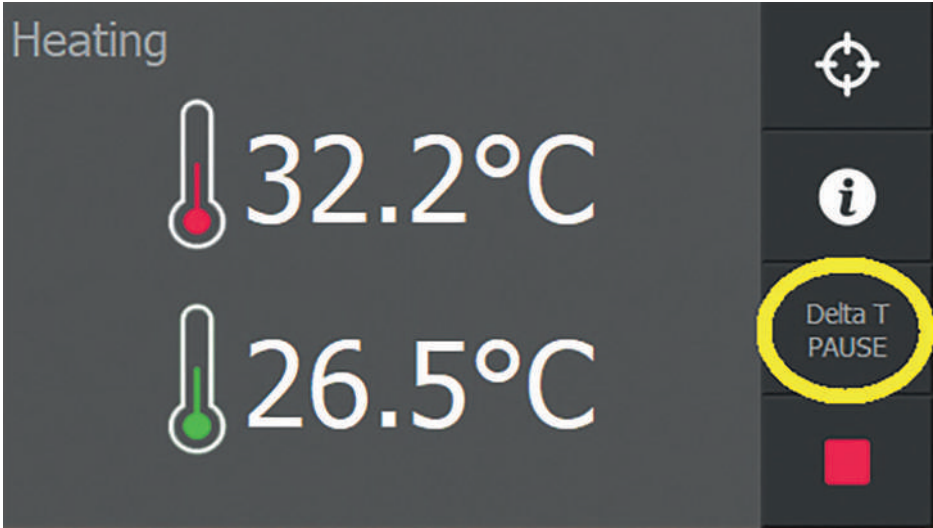 Heating
32.2°C
26.5°C
i
Delta T
PAUSE